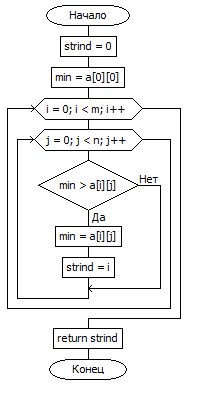 Начало
strind = 0
min = a[0][0]
i = 0; i < m; i++
j = 0; j < n; j++
min > a[i][j]
Нет
Да
min = a[i][j]
strind = i
return strind
Конец